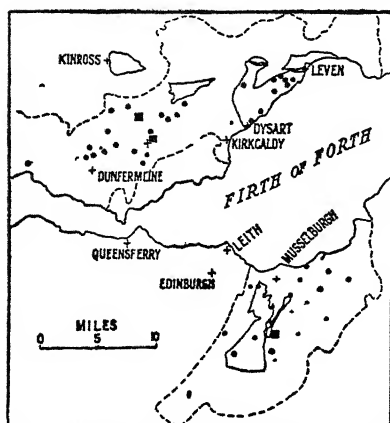 KINROSS
LEVEN
DYSART
KIRKCALDY
DUNFERMLINE
FIRTH OF FORTH
QUEENSFERRY
LEITH
MUSSELBURGH
EDINBURGH
MILES
0 5 10